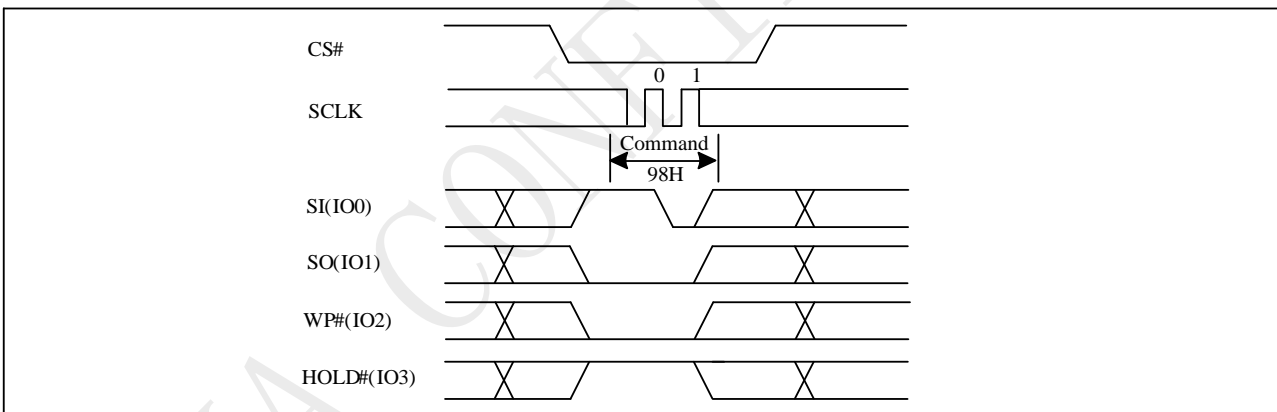 CS#
0 1
SCLK
Command
98H
SI(IO0)
SO(IO1)
WP#(IO2)
HOLD#(IO3)